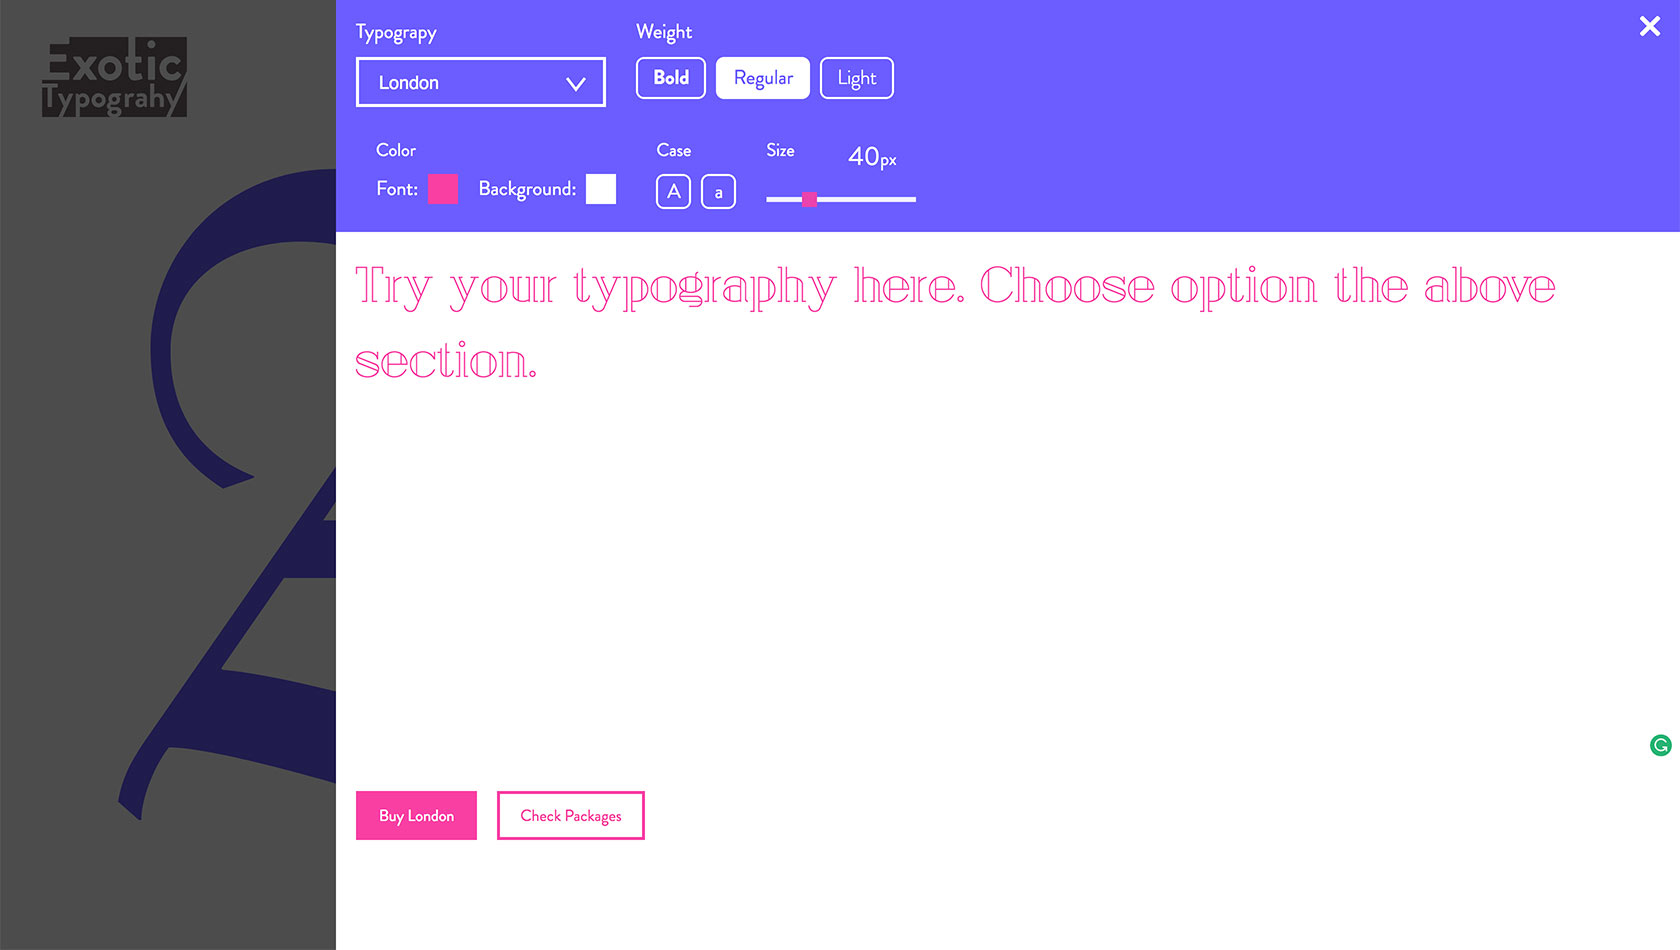 Exotic
Typograhy
Typograpy
Weight
London
Bold Regular Light
Color
Case
Size
40px
Font:
Background:
A a
Try your typography here. Choose option the above
section.
Buy London
Check Packages